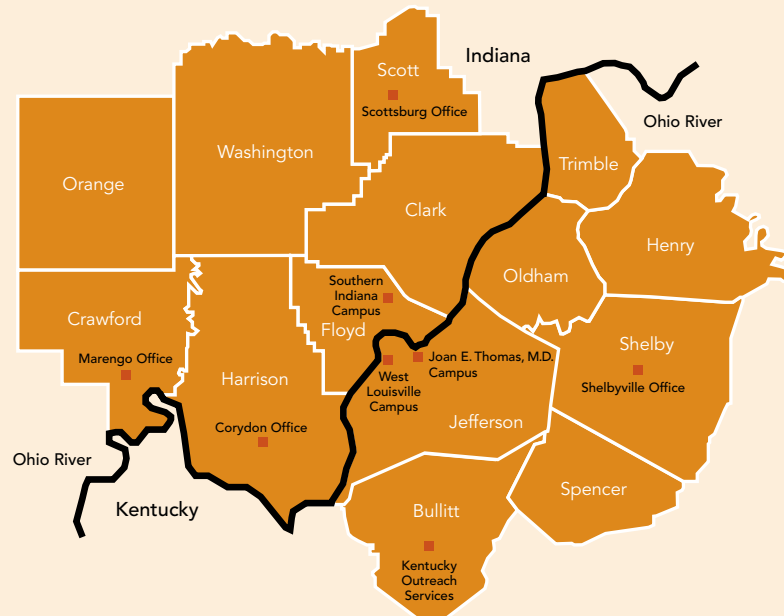 Scott
Indiana
Scottsburg Office
Ohio River
Washington
Trimble
Orange
Clark
Henry
Oldham
Southern
Indiana
Campus
Floyd
Crawford
Shelby
Marengo Office
Harrison
West
Louisville
Campus
Joan E. Thomas, M.D.
Campus
Shelbyville Office
Corydon Office
Jefferson
Ohio River
Kentucky
Spencer
Bullitt
Kentucky
Outreach
Services